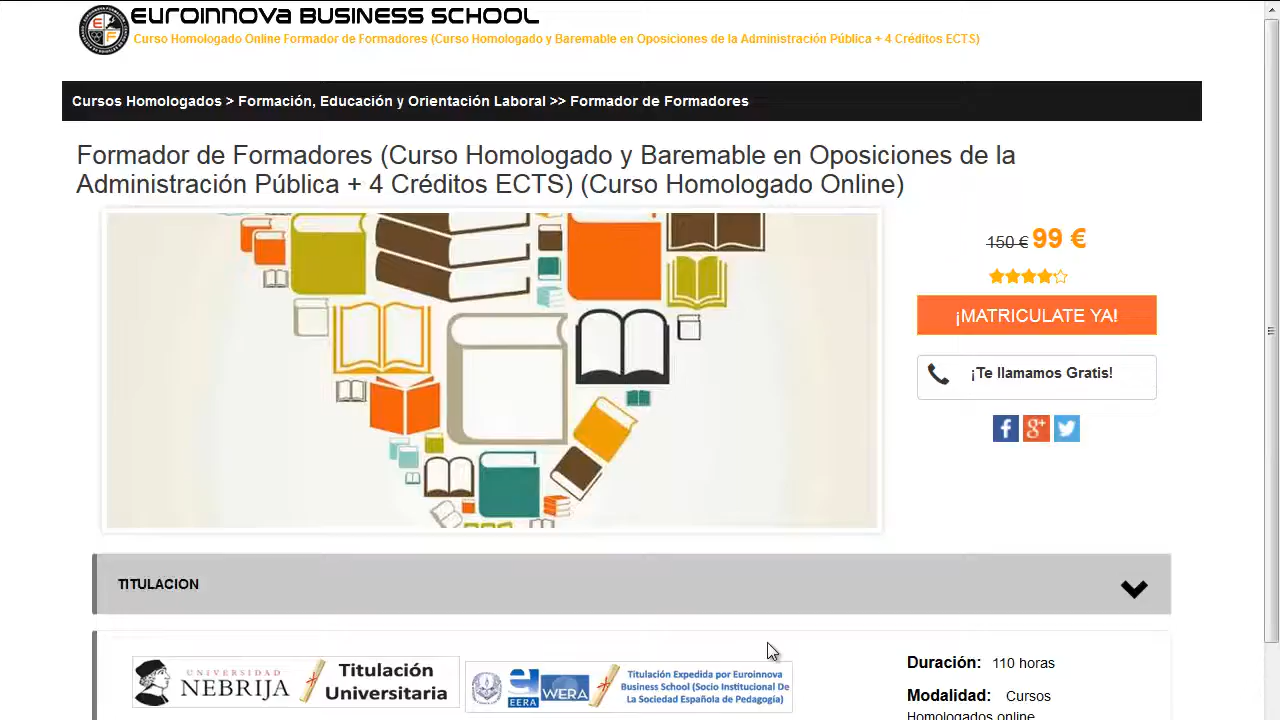 Euroinnova Business School
Curso Homologado Online Formador de Formadores (Curso Homologado y Baremable en Oposiciones de la Administración Pública + 4 Créditos ECTS)
Cursos Homologados > Formación, Educación y Orientación Laboral >> Formador de Formadores
Formador de Formadores (Curso Homologado y Baremable en Oposiciones de la
Administración Pública + 4 Créditos ECTS) (Curso Homologado Online)
150 € 99 €
¡MATRICULATE YA!
¡Te llamamos Gratis!
TITULACION
UNIVERSIDAD
NEBRIJA
Titulación
Universitaria
EERA
WERA
Titulación Expedida por Euroinnova
Business School (Socio Institucional De
La Sociedad Española de Pedagogía)
Duración: 110 horas
Modalidad: Cursos
Homologados online